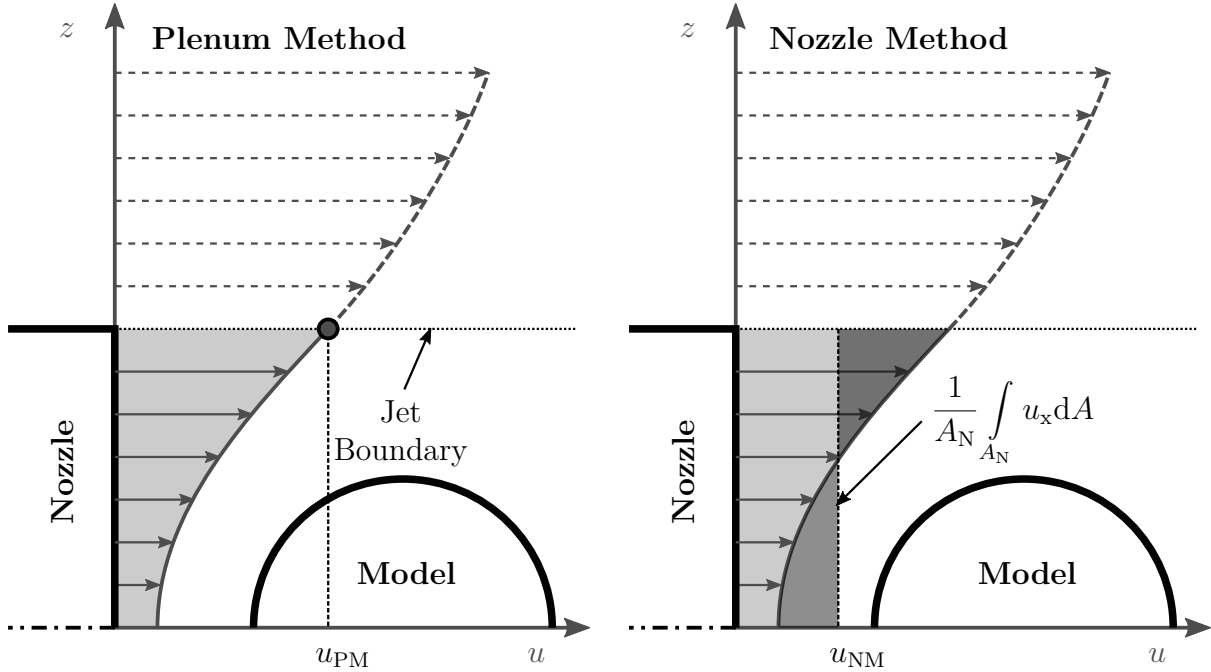 z
Plenum Method
Nozzle
Jet
Boundary
Model
u_PM
u
z
Nozzle Method
Nozzle
1/A_N ∫_{A_N} u_x dA
Model
u_NM
u